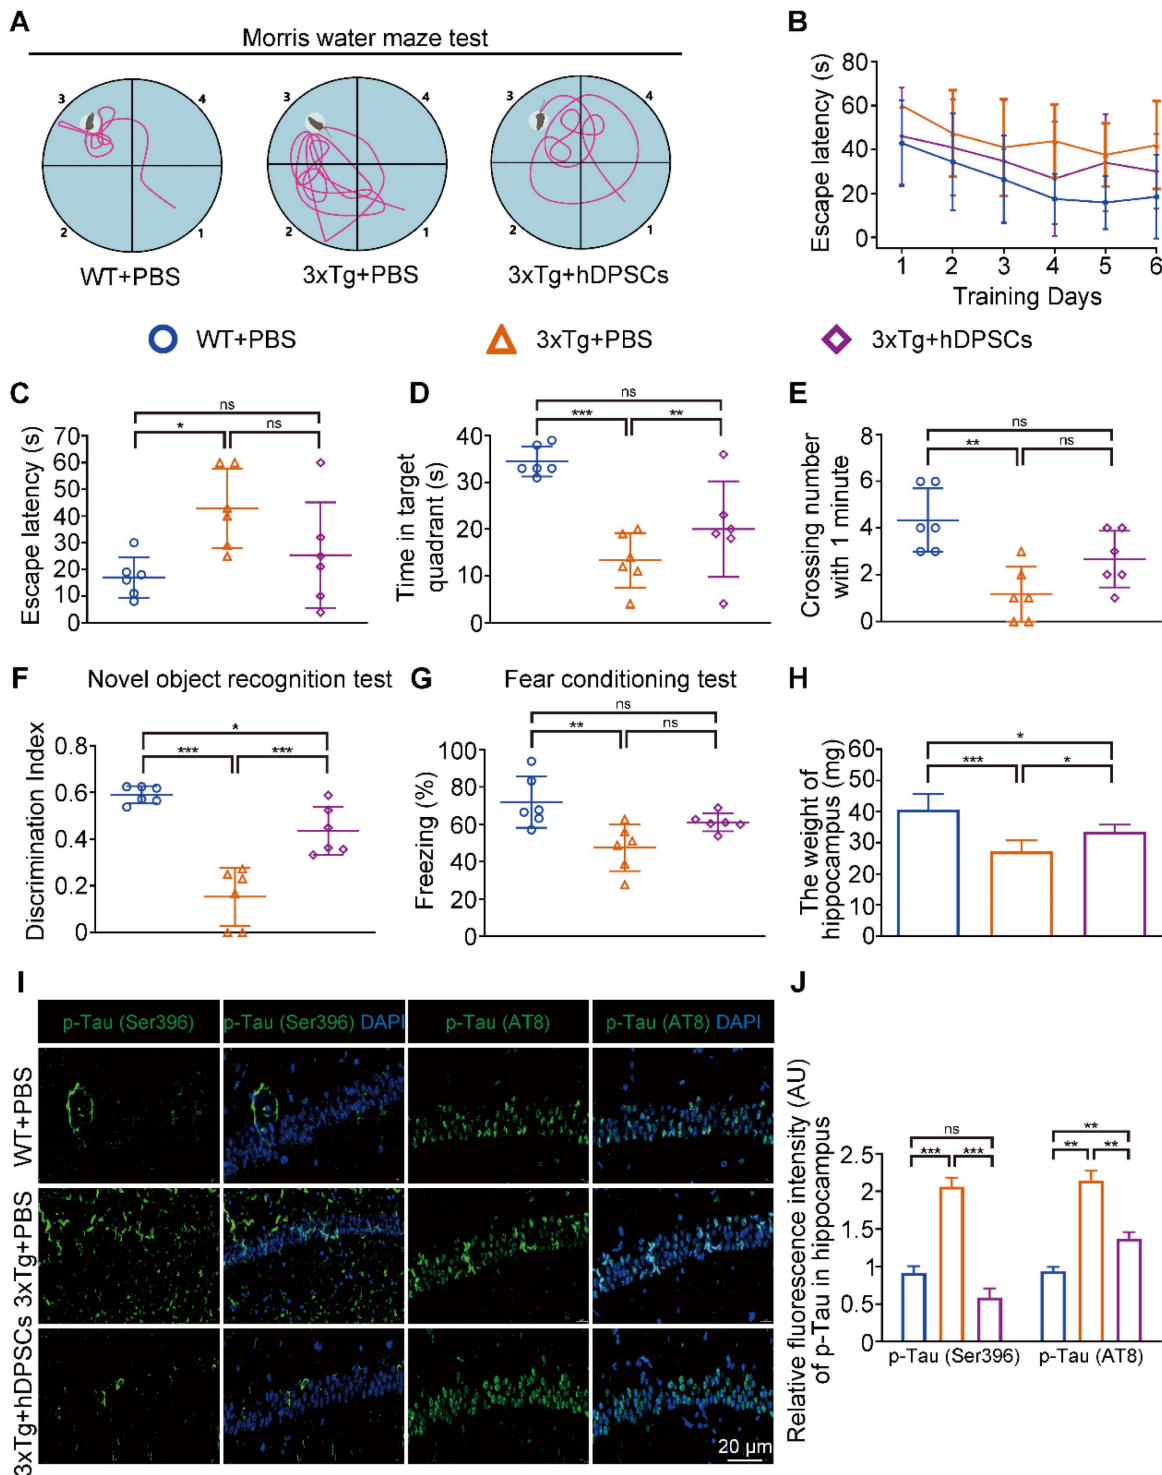 A
Morris water maze test
3
4
2
1
WT+PBS
3
4
2
1
3xTg+PBS
3
4
2
1
3xTg+hDPSCs
B
Escape latency (s)
80
60
40
20
0
1 2 3 4 5 6
Training Days
WT+PBS
3xTg+PBS
3xTg+hDPSCs
C
Escape latency (s)
70
60
50
40
30
20
10
0
ns
* ns
D
Time in target
quadrant (s)
40
30
20
10
0
ns
*** **
E
Crossing number
with 1 minute
8
6
4
2
0
ns
** ns
F
Novel object recognition test
Discrimination Index
0.8
0.6
0.4
0.2
0
*
*** ***
G
Fear conditioning test
Freezing (%)
100
80
60
40
20
0
ns
** ns
H
The weight of
hippocampus (mg)
60
50
40
30
20
10
0
*
*** *
I
p-Tau (Ser396)
p-Tau (Ser396) DAPI
p-Tau (AT8)
p-Tau (AT8) DAPI
WT+PBS
3xTg+PBS
3xTg+hDPSCs
20 μm
J
Relative fluorescence intensity (AU)
of p-Tau in hippocampus
2.5
2
1.5
1
0.5
0
ns
*** ***
**
** **
p-Tau (Ser396)
p-Tau (AT8)